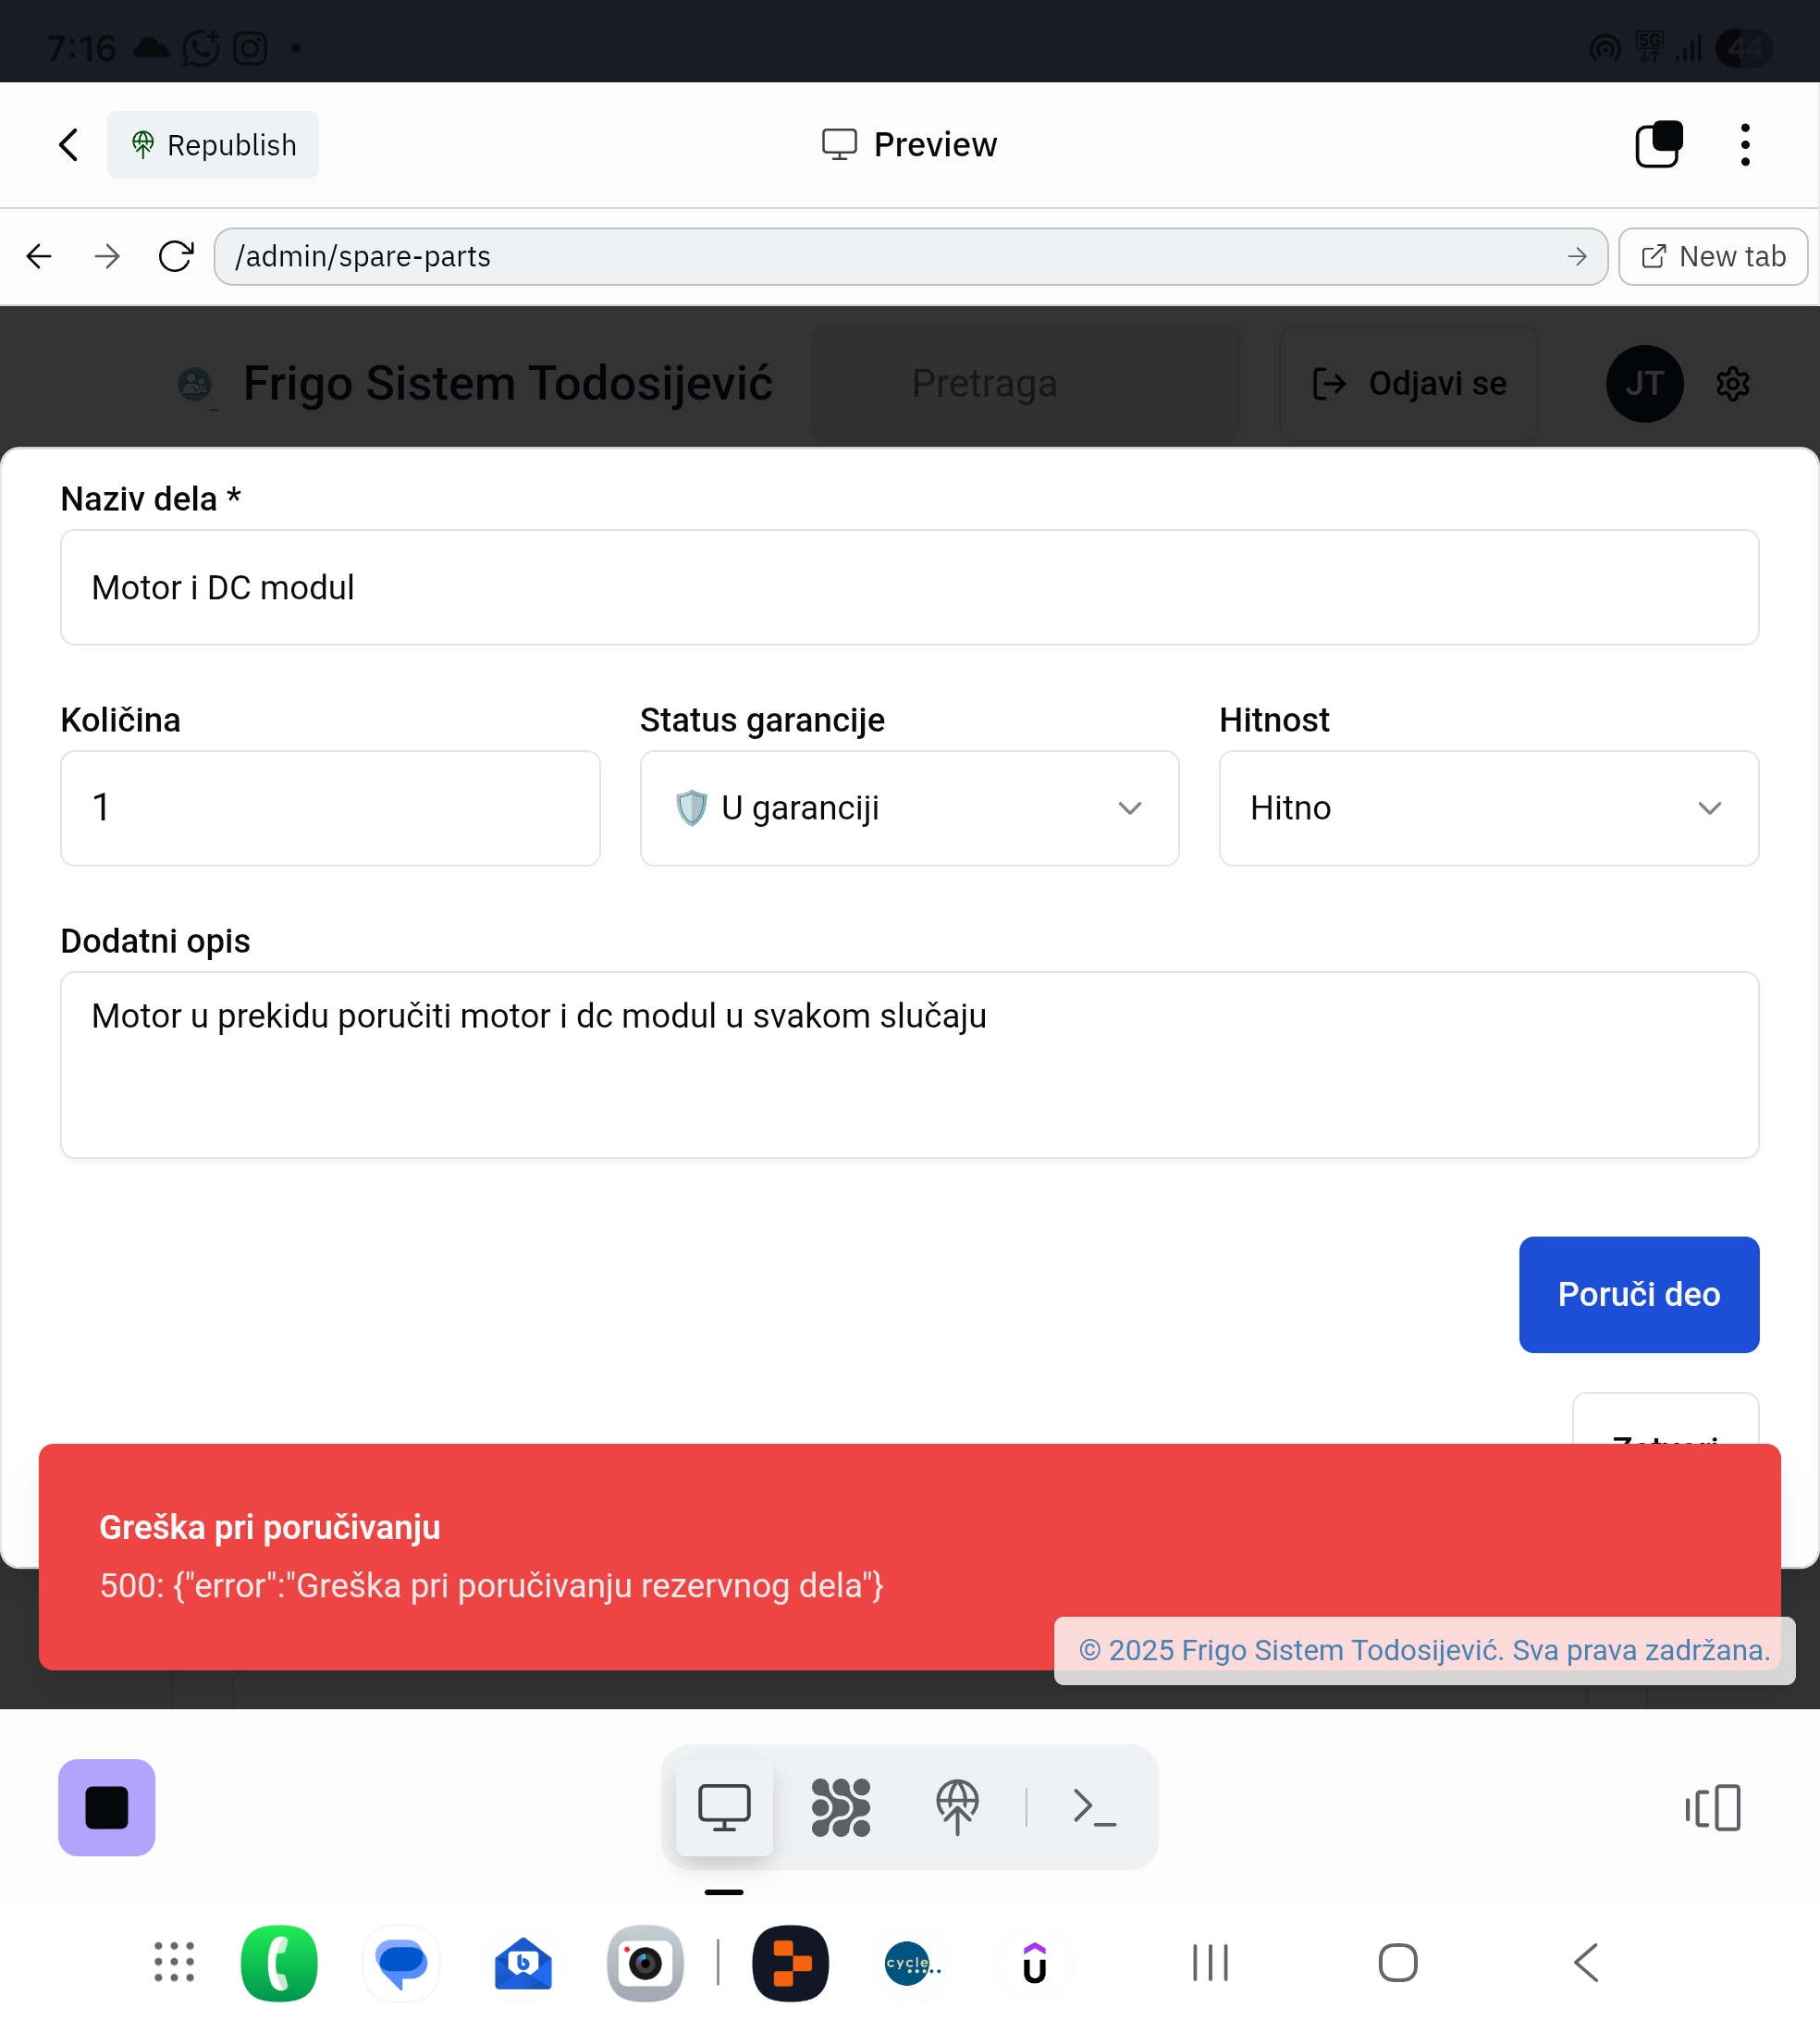 7:16
5G
44
Republish
Preview
/admin/spare-parts
New tab
Frigo Sistem Todosijević
Pretraga
Odjavi se
JT
Naziv dela *
Motor i DC modul
Količina
Status garancije
Hitnost
1
U garanciji
Hitno
Dodatni opis
Motor u prekidu poručiti motor i dc modul u svakom slučaju
Poruči deo
Greška pri poručivanju
500: {"error":"Greška pri poručivanju rezervnog dela"}
© 2025 Frigo Sistem Todosijević. Sva prava zadržana.
cycle